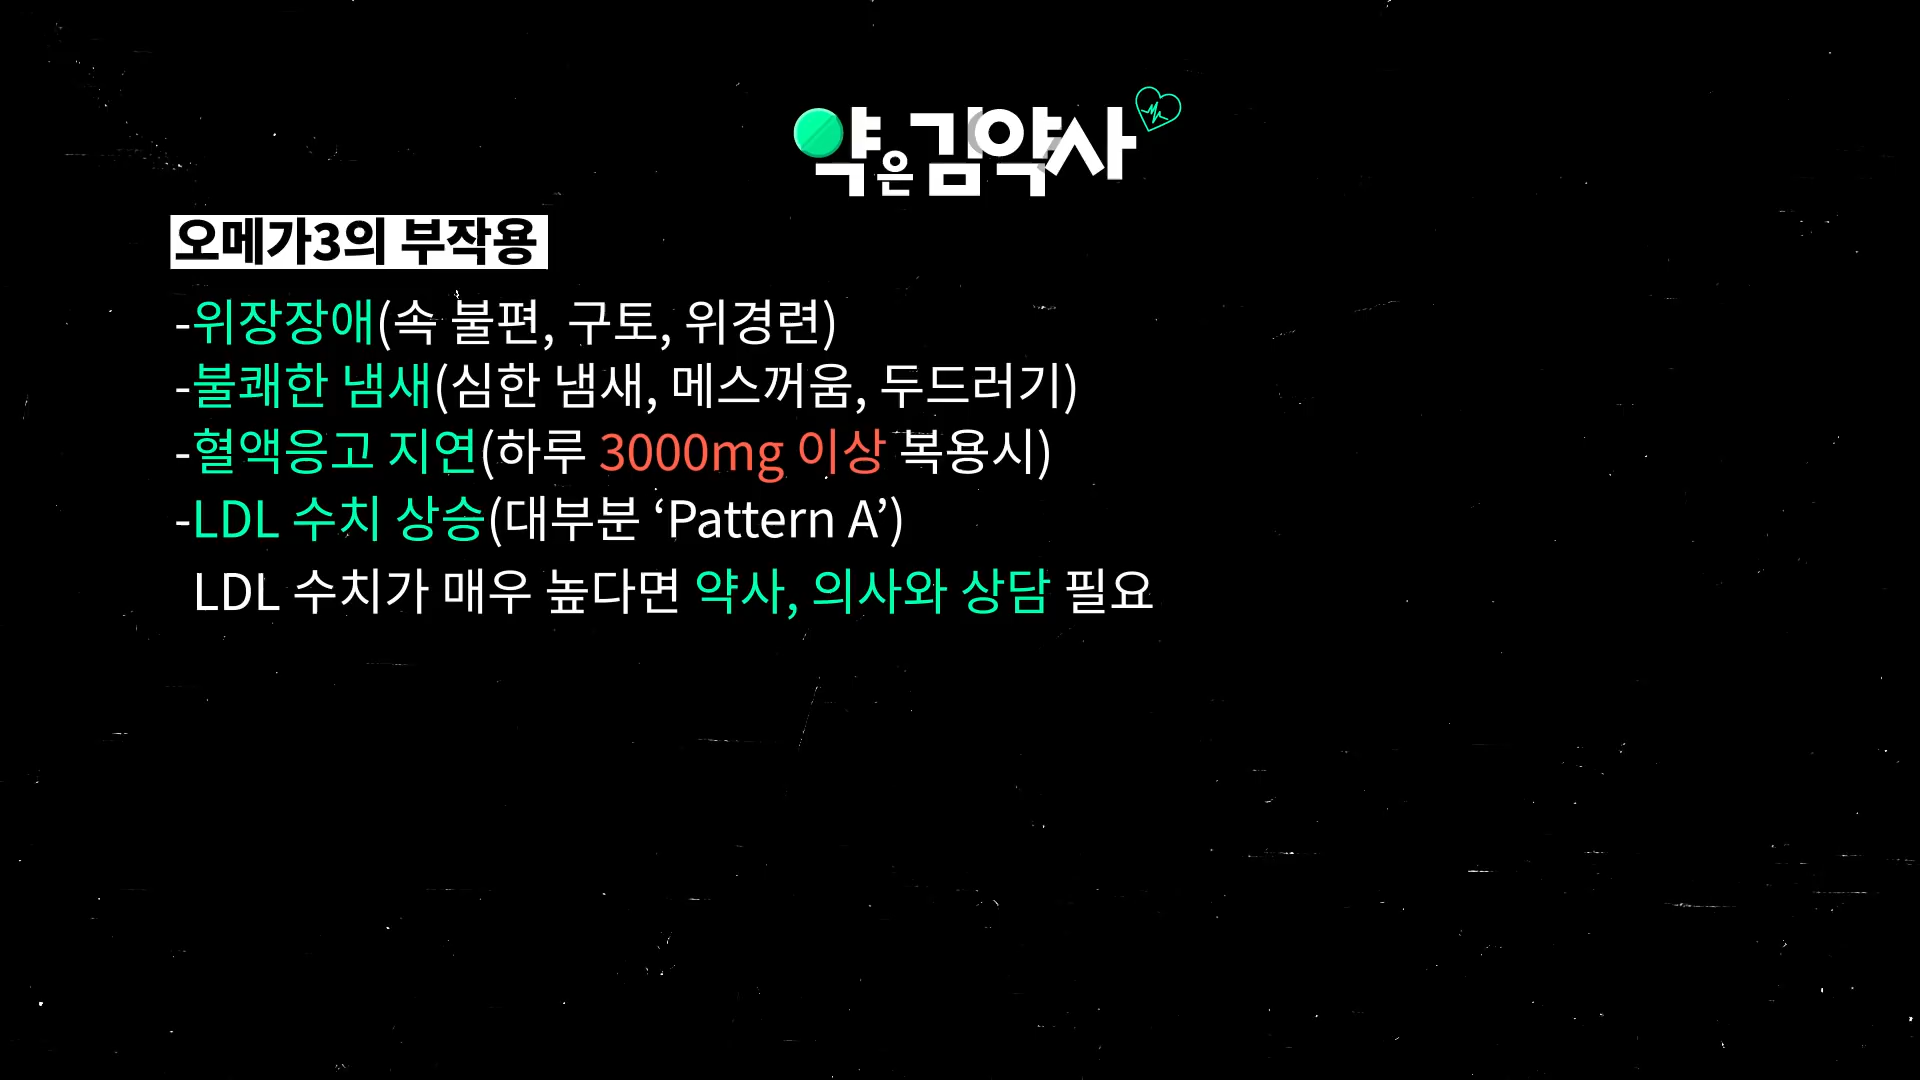 약은김약사
오메가3의 부작용
-위장장애(속 불편, 구토, 위경련)
-불쾌한 냄새(심한 냄새, 메스꺼움, 두드러기)
-혈액응고 지연(하루 3000mg 이상 복용시)
-LDL 수치 상승(대부분 ‘Pattern A’)
LDL 수치가 매우 높다면 약사, 의사와 상담 필요